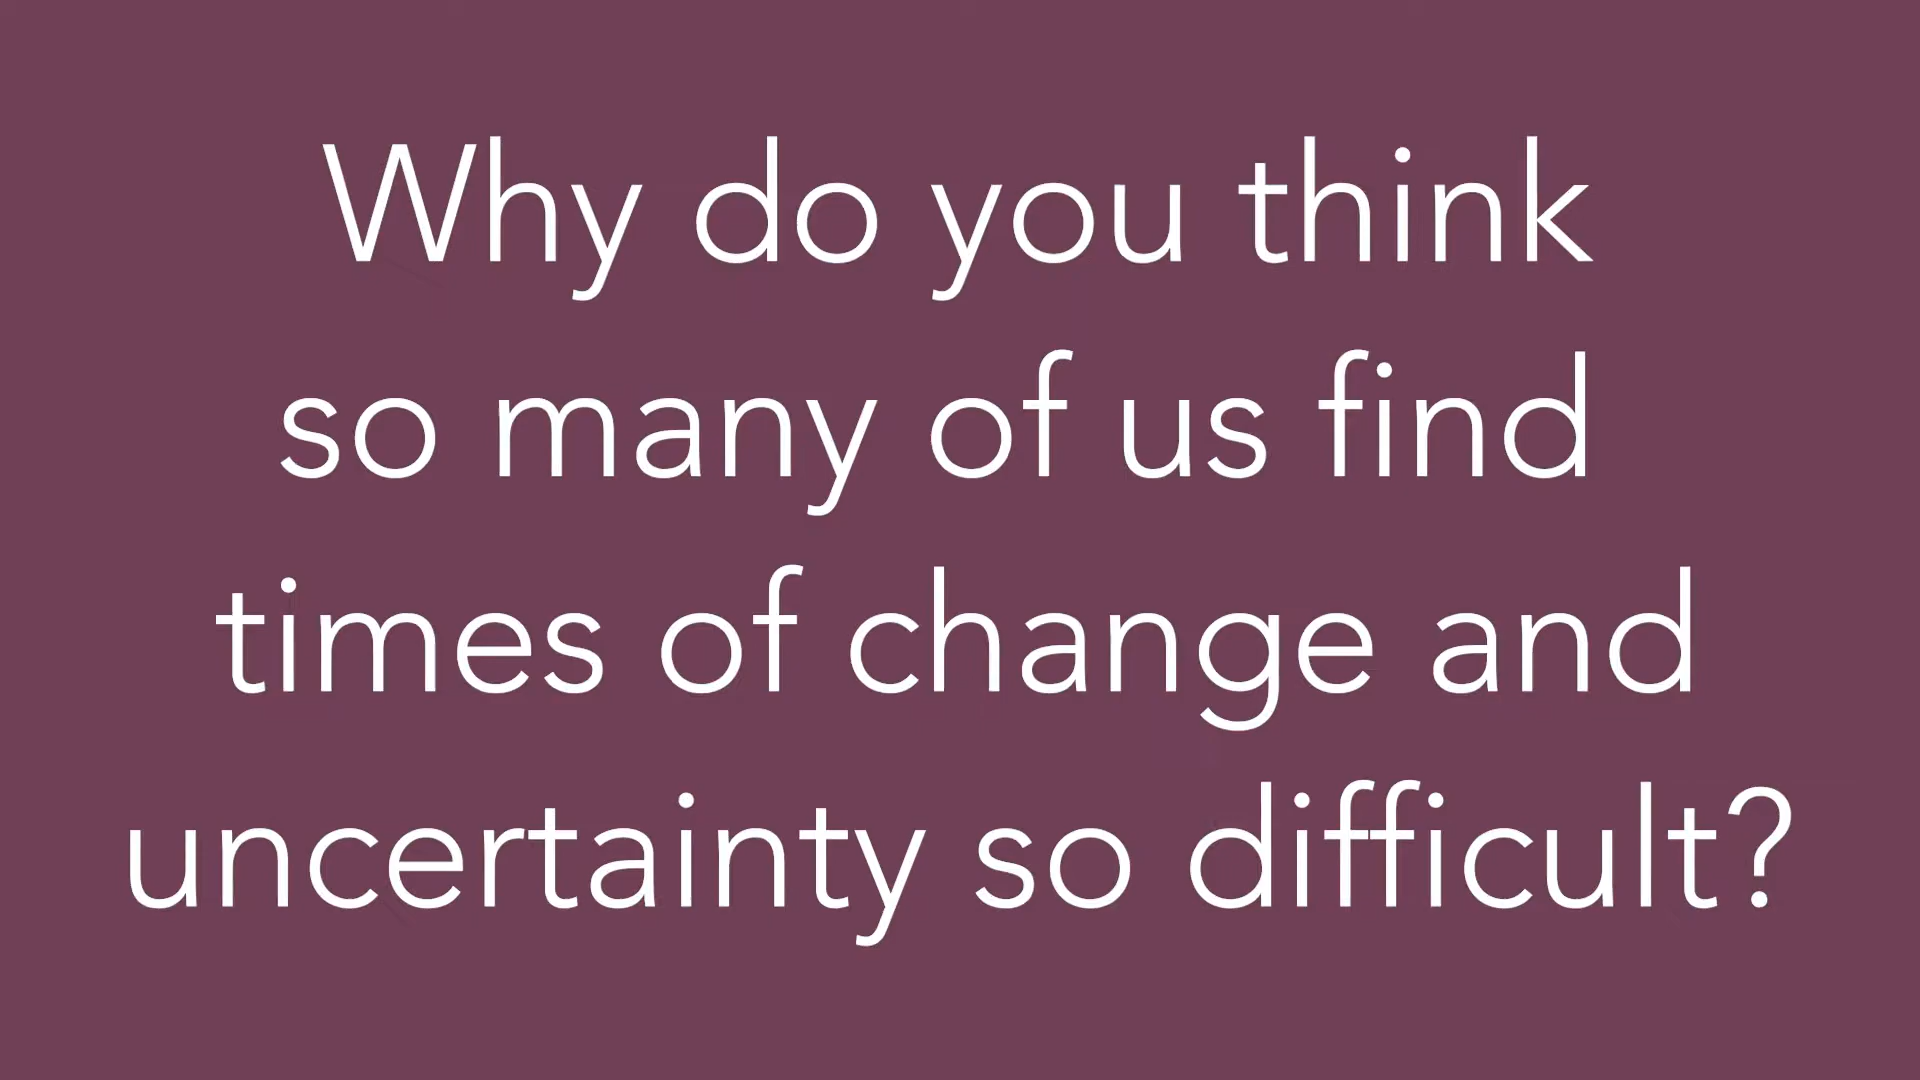 Why do you think
so many of us find
times of change and
uncertainty so difficult?